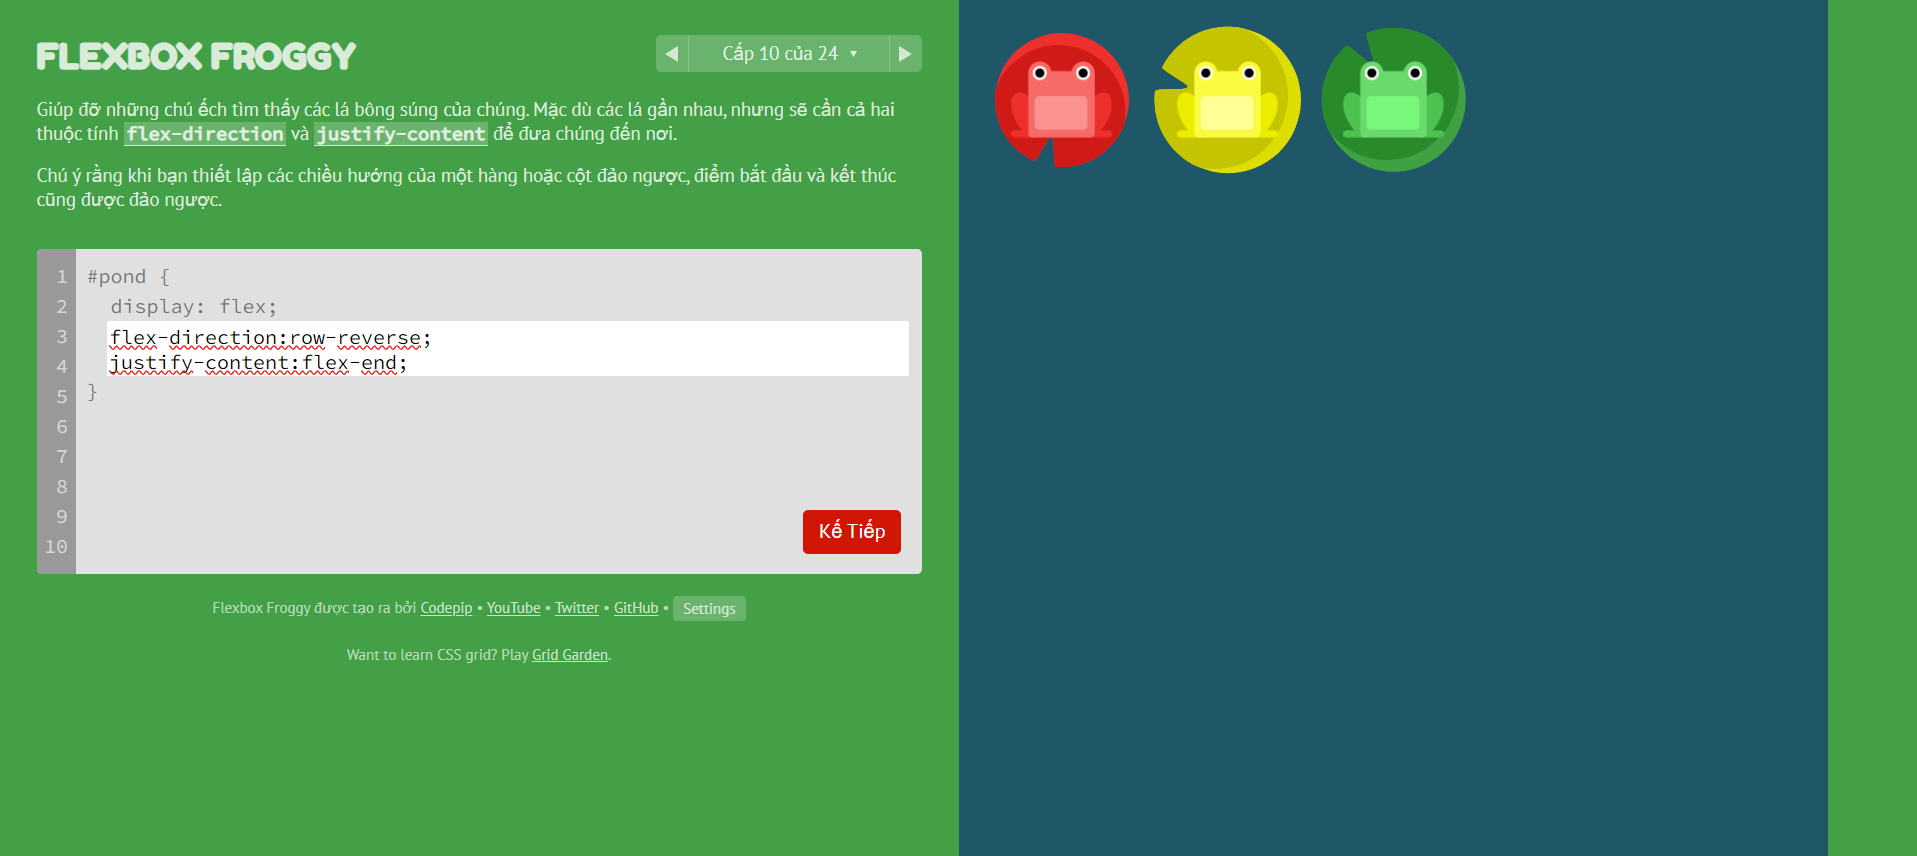 FLEXBOX FROGGY
Cấp 10 của 24 ▾
Giúp đỡ những chú ếch tìm thấy các lá bông súng của chúng. Mặc dù các lá gần nhau, nhưng sẽ cần cả hai
thuộc tính flex-direction và justify-content để đưa chúng đến nơi.
Chú ý rằng khi bạn thiết lập các chiều hướng của một hàng hoặc cột đảo ngược, điểm bắt đầu và kết thúc
cũng được đảo ngược.
1 #pond {
2 display: flex;
3 flex-direction:row-reverse;
4 justify-content:flex-end;
5 }
6
7
8
9
10
Kế Tiếp
Flexbox Froggy được tạo ra bởi Codepip • YouTube • Twitter • GitHub • Settings
Want to learn CSS grid? Play Grid Garden.